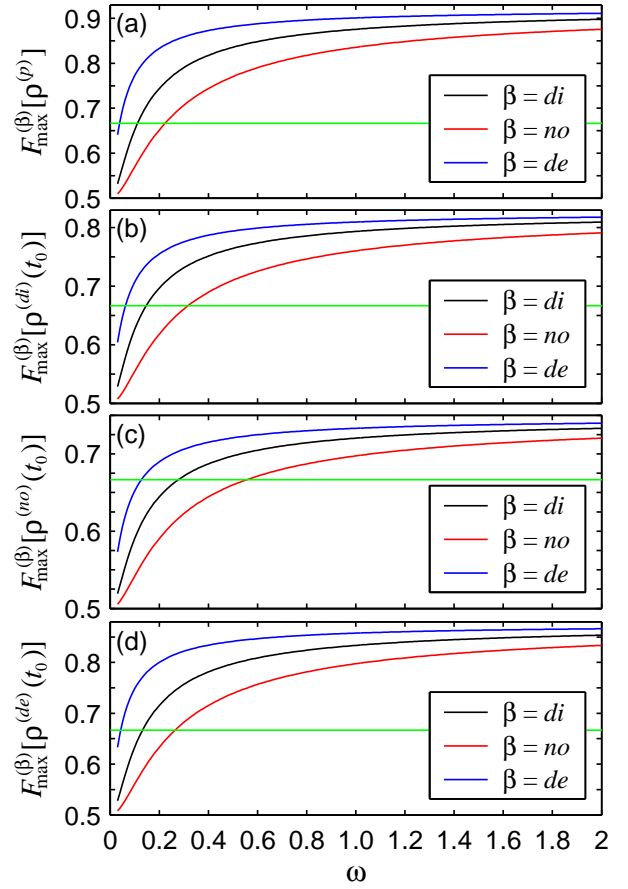 (a)
F_max^(β)[ρ^(p)]
0.9
0.8
0.7
0.6
0.5
β = di
β = no
β = de
(b)
F_max^(β)[ρ^(di)(t_0)]
0.8
0.7
0.6
0.5
β = di
β = no
β = de
(c)
F_max^(β)[ρ^(no)(t_0)]
0.7
0.6
0.5
β = di
β = no
β = de
(d)
F_max^(β)[ρ^(de)(t_0)]
0.8
0.7
0.6
0.5
β = di
β = no
β = de
0 0.2 0.4 0.6 0.8 1.0 1.2 1.4 1.6 1.8 2
ω